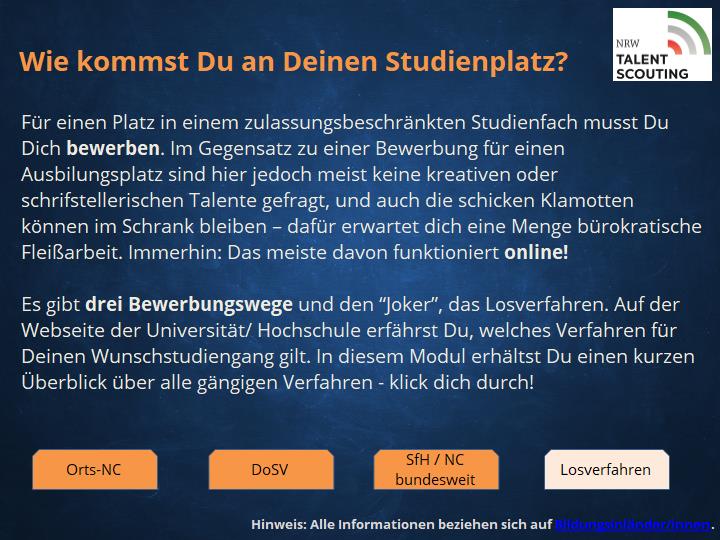 Wie kommst Du an Deinen Studienplatz?
NRW
TALENT
SCOUTING
Für einen Platz in einem zulassungsbeschränkten Studienfach musst Du
Dich bewerben. Im Gegensatz zu einer Bewerbung für einen
Ausbilungsplatz sind hier jedoch meist keine kreativen oder
schrifstellerischen Talente gefragt, und auch die schicken Klamotten
können im Schrank bleiben – dafür erwartet dich eine Menge bürokratische
Fleißarbeit. Immerhin: Das meiste davon funktioniert online!
Es gibt drei Bewerbungswege und den “Joker”, das Losverfahren. Auf der
Webseite der Universität/ Hochschule erfährst Du, welches Verfahren für
Deinen Wunschstudiengang gilt. In diesem Modul erhältst Du einen kurzen
Überblick über alle gängigen Verfahren - klick dich durch!
Orts-NC
DoSV
SfH / NC
bundesweit
Losverfahren
Hinweis: Alle Informationen beziehen sich auf Bildungsinländer/innen.